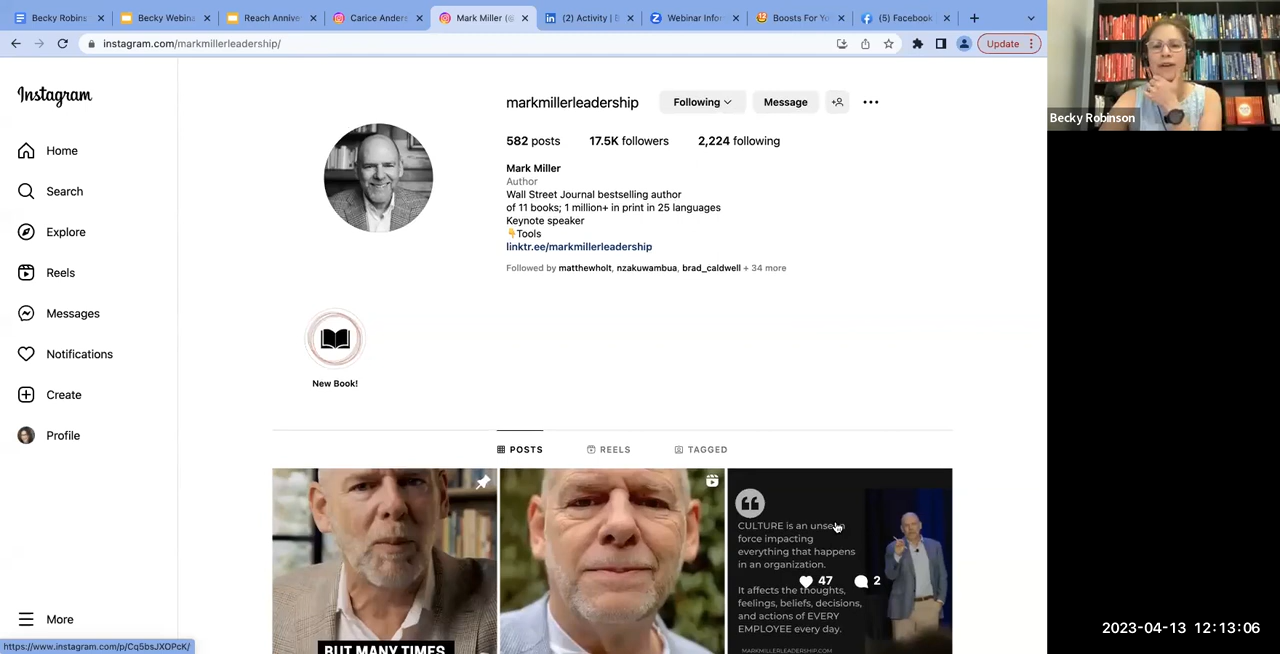 Becky Robins
Becky Webina
Reach Annive
Carice Ander
Mark Miller (
(2) Activity |
Webinar Infor
Boosts For Yo
(5) Facebook
instagram.com/markmillerleadership/
Update
Instagram
Home
Search
Explore
Reels
Messages
Notifications
Create
Profile
More
markmillerleadership
Following
Message
582 posts
17.5K followers
2,224 following
Mark Miller
Author
Wall Street Journal bestselling author
of 11 books; 1 million+ in print in 25 languages
Keynote speaker
👇Tools
linktr.ee/markmillerleadership
Followed by matthewholt, nzakuwambua, brad_caldwell + 34 more
New Book!
POSTS
REELS
TAGGED
BUT MANY TIMES
CULTURE is an unseen
force impacting
everything that happens
in an organization.
47
2
It affects the thoughts,
feelings, beliefs, decisions,
and actions of EVERY
EMPLOYEE every day.
MARKMILLERLEADERSHIP.COM
https://www.instagram.com/p/Cq5bsJXOPcK/
Becky Robinson
2023-04-13 12:13:06